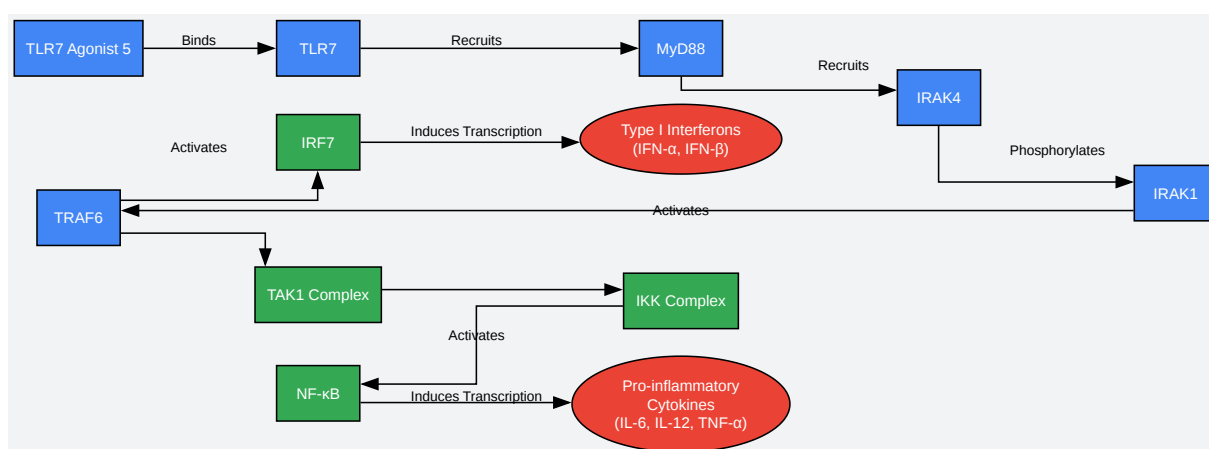 TLR7 Agonist 5
Binds
TLR7
Recruits
MyD88
Recruits
IRAK4
Phosphorylates
IRAK1
Activates
TRAF6
Activates
IRF7
Induces Transcription
Type I Interferons
(IFN-α, IFN-β)
TAK1 Complex
IKK Complex
Activates
NF-κB
Induces Transcription
Pro-inflammatory
Cytokines
(IL-6, IL-12, TNF-α)